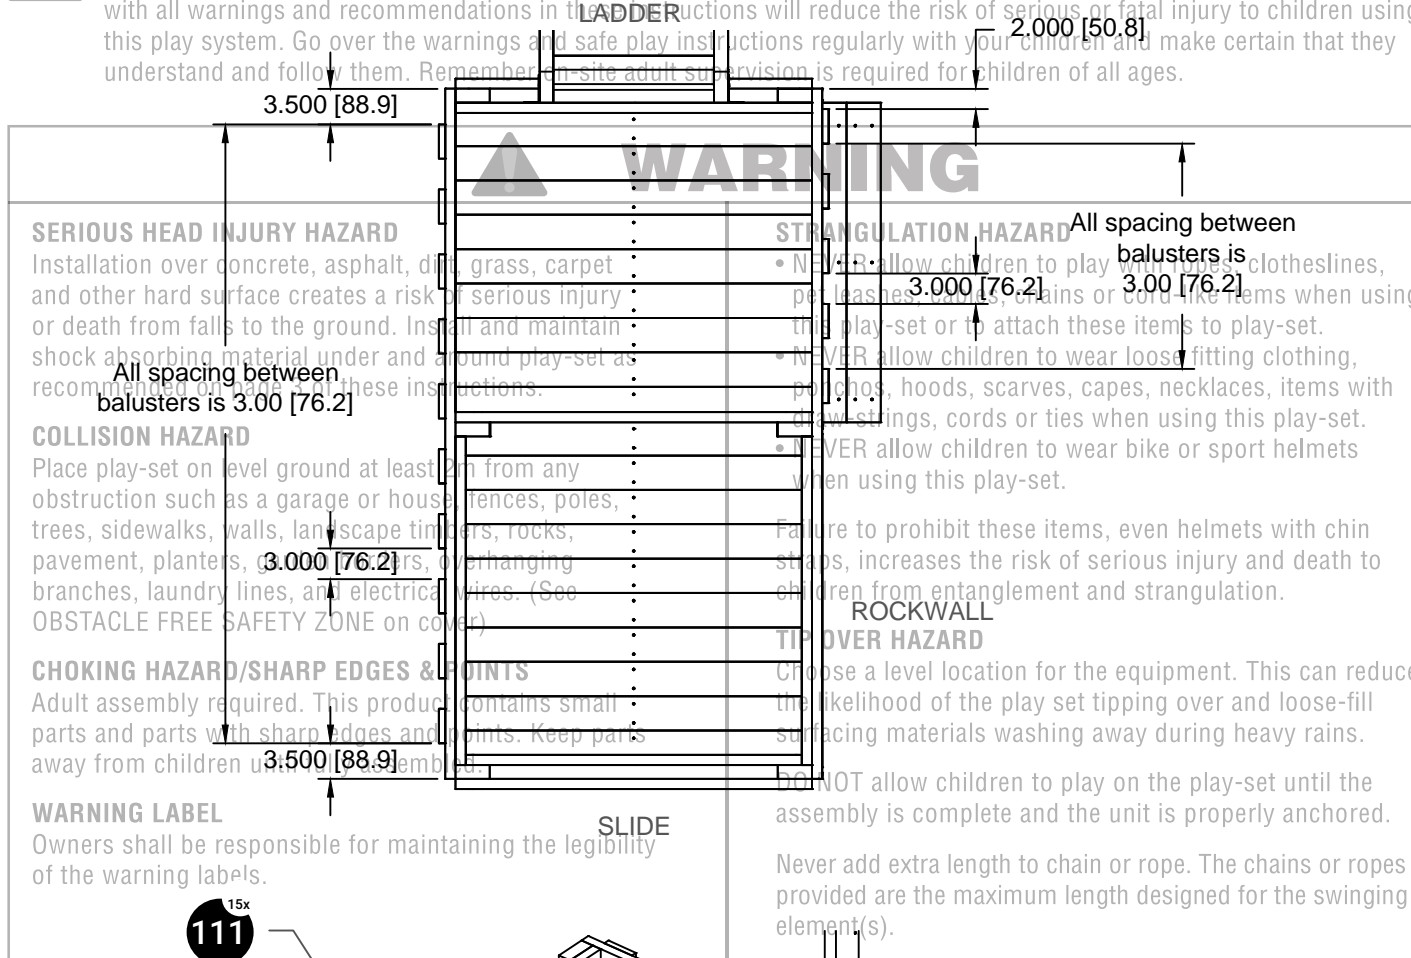 with all warnings and recommendations in these instructions will reduce the risk of serious or fatal injury to children using
this play system. Go over the warnings and safe play instructions regularly with your children and make certain that they
understand and follow them. Remember on-site adult supervision is required for children of all ages.
LADDER
2.000 [50.8]
3.500 [88.9]
WARNING
SERIOUS HEAD INJURY HAZARD
Installation over concrete, asphalt, dirt, grass, carpet
and other hard surface creates a risk of serious injury
or death from falls to the ground. Install and maintain
shock absorbing material under and around play-set as
recommended on page 3 of these instructions.
All spacing between
balusters is 3.00 [76.2]
COLLISION HAZARD
Place play-set on level ground at least 2m from any
obstruction such as a garage or house, fences, poles,
trees, sidewalks, walls, landscape timbers, rocks,
pavement, planters, garden borders, overhanging
branches, laundry lines, and electrical wires. (See
OBSTACLE FREE SAFETY ZONE on cover)
3.000 [76.2]
CHOKING HAZARD/SHARP EDGES & POINTS
Adult assembly required. This product contains small
parts and parts with sharp edges and points. Keep parts
away from children until fully assembled.
3.500 [88.9]
WARNING LABEL
Owners shall be responsible for maintaining the legibility
of the warning labels.
SLIDE
15x
111
STRANGULATION HAZARD
• NEVER allow children to play with ropes, clotheslines,
pet leashes, cables, chains or cord-like items when using
this play-set or to attach these items to play-set.
• NEVER allow children to wear loose fitting clothing,
ponchos, hoods, scarves, capes, necklaces, items with
draw-strings, cords or ties when using this play-set.
• NEVER allow children to wear bike or sport helmets
when using this play-set.
All spacing between
balusters is
3.00 [76.2]
3.000 [76.2]
Failure to prohibit these items, even helmets with chin
straps, increases the risk of serious injury and death to
children from entanglement and strangulation.
ROCKWALL
TIP OVER HAZARD
Choose a level location for the equipment. This can reduce
the likelihood of the play set tipping over and loose-fill
surfacing materials washing away during heavy rains.
DO NOT allow children to play on the play-set until the
assembly is complete and the unit is properly anchored.
Never add extra length to chain or rope. The chains or ropes
provided are the maximum length designed for the swinging
element(s).